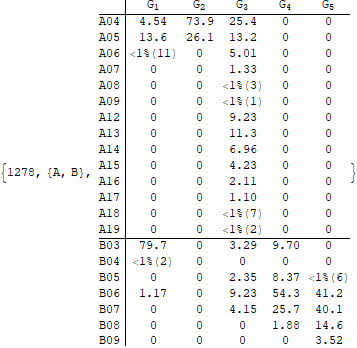 G1 G2 G3 G4 G5
A04 4.54 73.9 25.4 0 0
A05 13.6 26.1 13.2 0 0
A06 <1%(11) 0 5.01 0 0
A07 0 0 1.33 0 0
A08 0 0 <1%(3) 0 0
A09 0 0 <1%(1) 0 0
A12 0 0 9.23 0 0
A13 0 0 11.3 0 0
A14 0 0 6.96 0 0
{1278, {A, B}, A15 0 0 4.23 0 0 }
A16 0 0 2.11 0 0
A17 0 0 1.10 0 0
A18 0 0 <1%(7) 0 0
A19 0 0 <1%(2) 0 0
B03 79.7 0 3.29 9.70 0
B04 <1%(2) 0 0 0 0
B05 0 0 2.35 8.37 <1%(6)
B06 1.17 0 9.23 54.3 41.2
B07 0 0 4.15 25.7 40.1
B08 0 0 0 1.88 14.6
B09 0 0 0 0 3.52